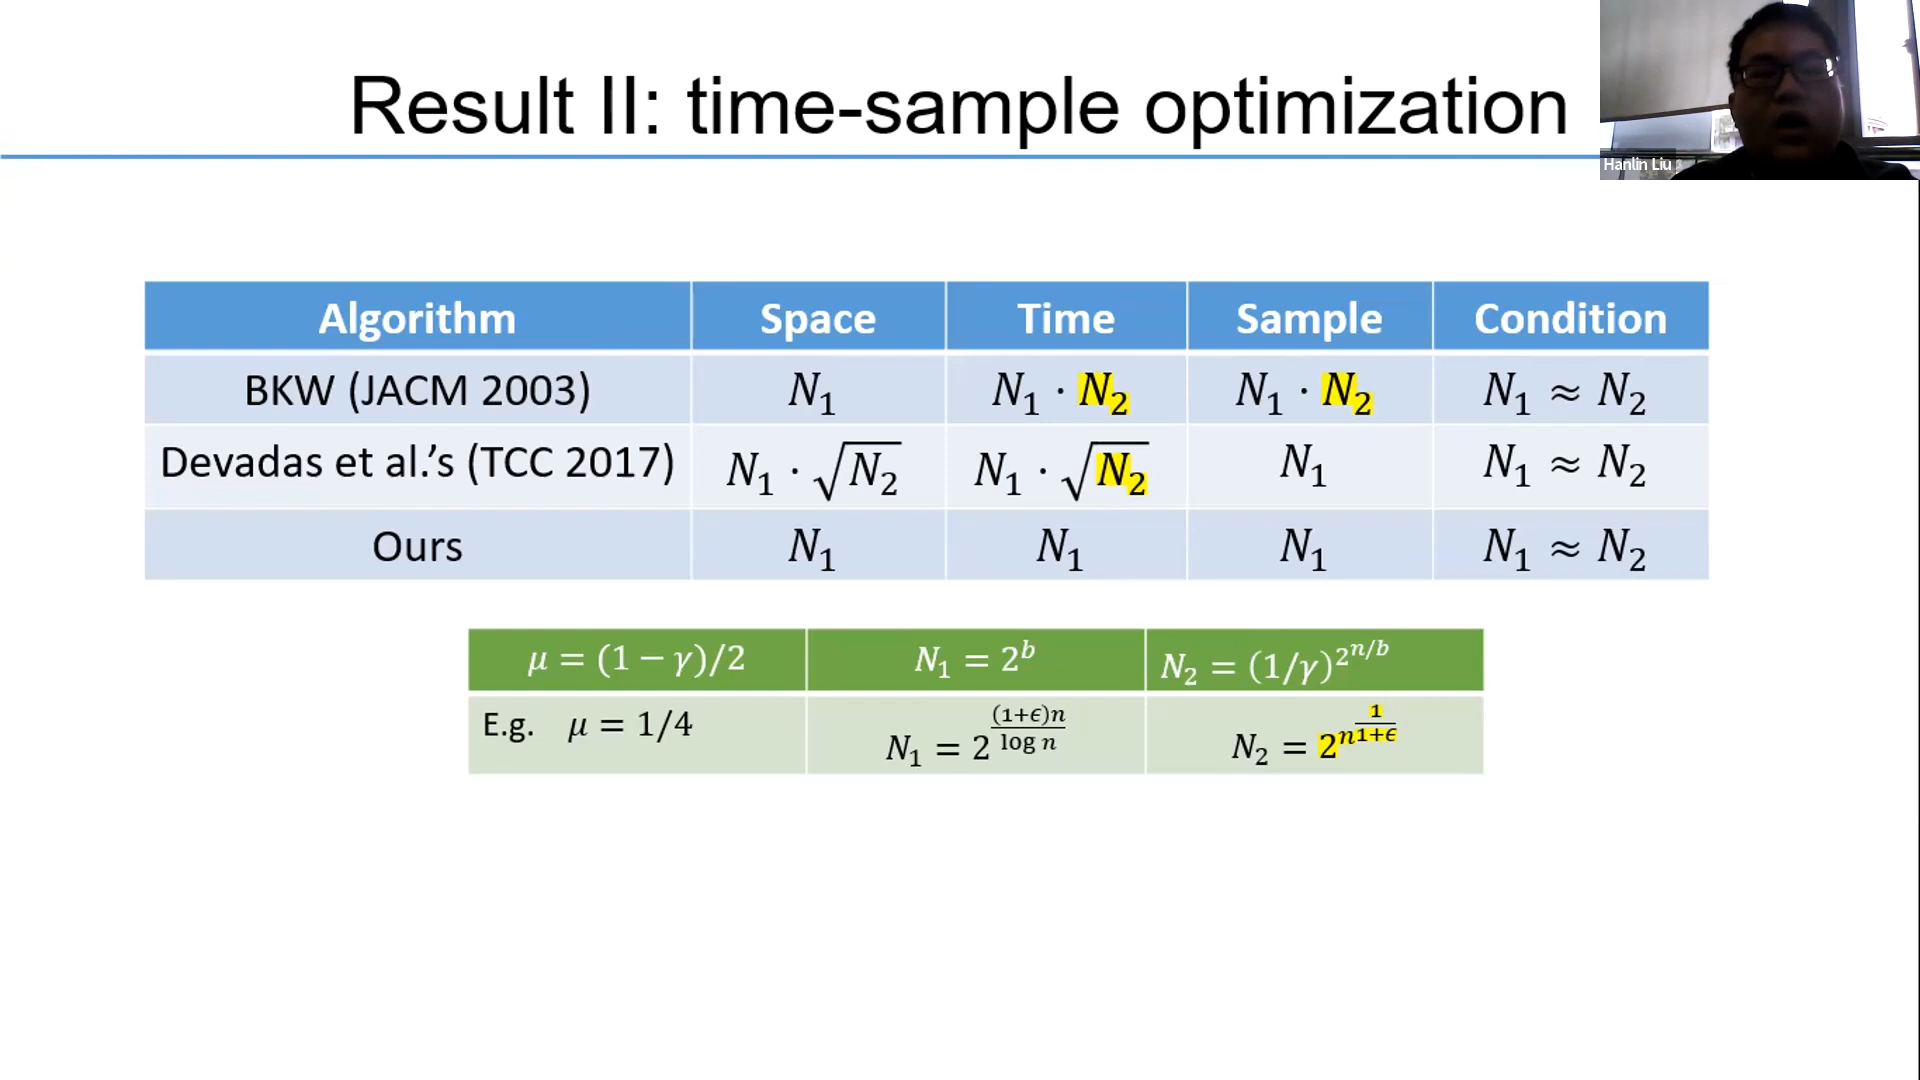 Result II: time-sample optimization
Hanlin Liu
Algorithm Space Time Sample Condition
BKW (JACM 2003) N₁ N₁ · N₂ N₁ · N₂ N₁ ≈ N₂
Devadas et al.’s (TCC 2017) N₁ · √N₂ N₁ · √N₂ N₁ N₁ ≈ N₂
Ours N₁ N₁ N₁ N₁ ≈ N₂
μ = (1 − γ)/2 N₁ = 2^b N₂ = (1/γ)^{2^{n/b}}
E.g. μ = 1/4 N₁ = 2^{(1+ϵ)n / log n} N₂ = 2^{n^{1/(1+ϵ)}}